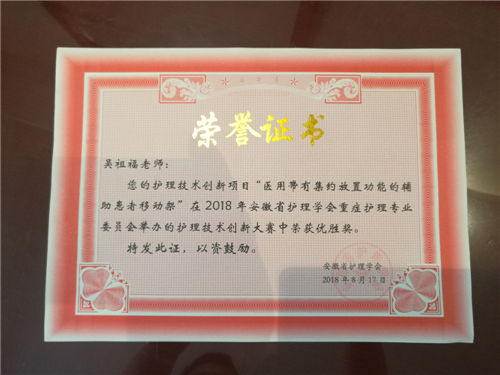 荣誉证书
吴祖福老师：
您的护理技术创新项目“医用带有集约放置功能的辅
助患者移动架”在2018年安徽省护理学会重症护理专业
委员会举办的护理技术创新大赛中荣获优胜奖。
特发此证，以资鼓励。
安徽省护理学会
2018年8月17日